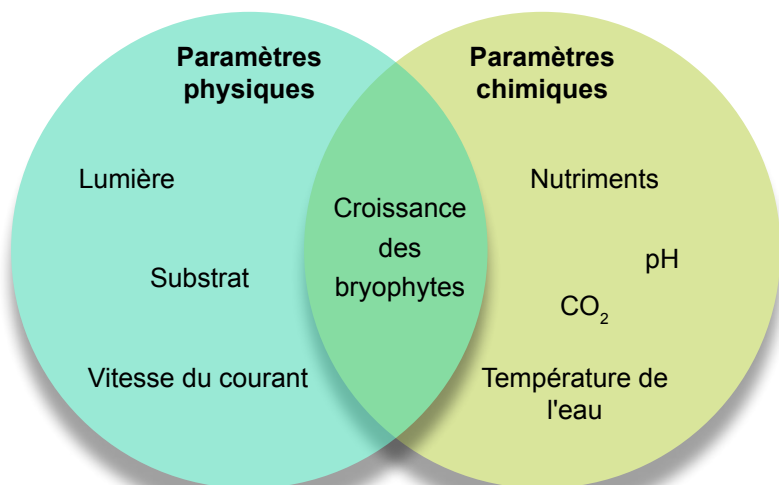 Paramètres
physiques
Lumière
Substrat
Vitesse du courant
Croissance
des
bryophytes
Paramètres
chimiques
Nutriments
pH
CO₂
Température de
l'eau